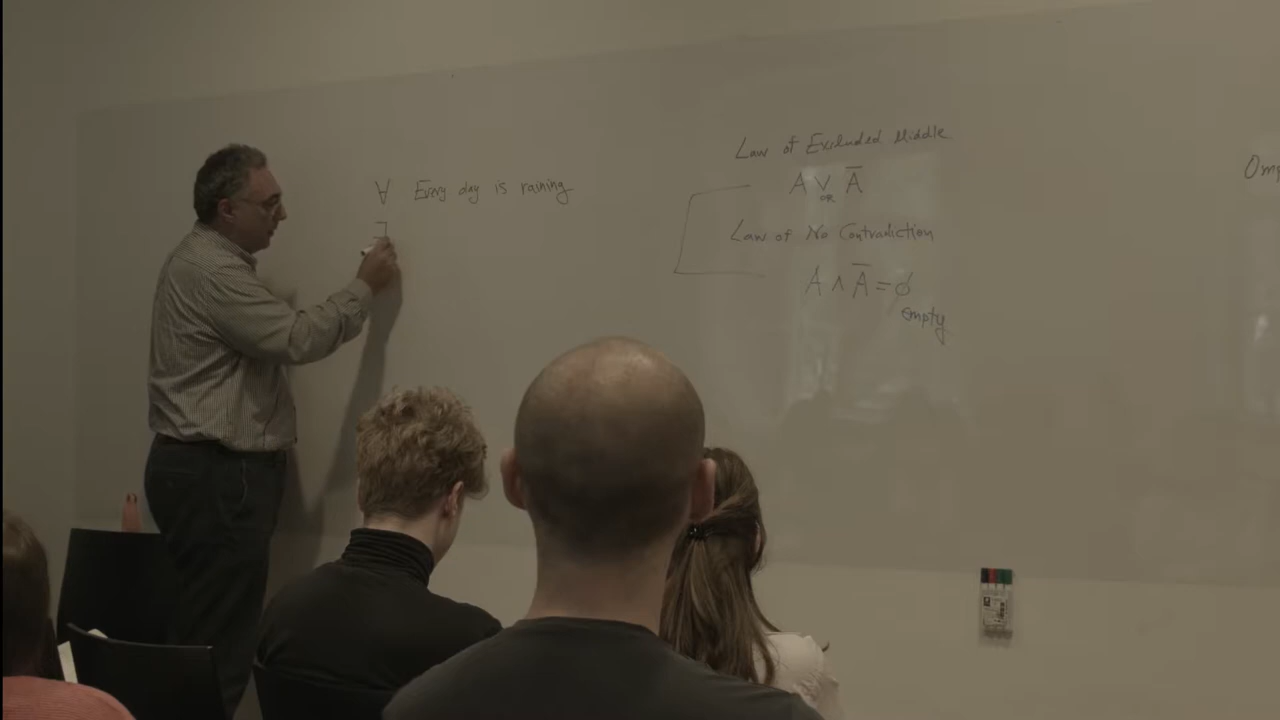 ∀ Every day is raining
∃
Law of Excluded Middle
A ∨ A̅
OR
Law of No Contradiction
A ∧ A̅ = ϕ
empty